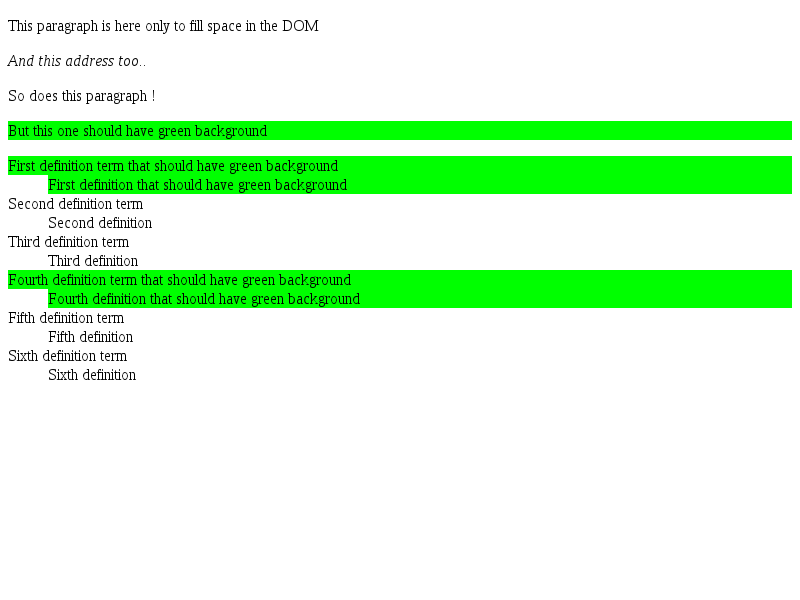 This paragraph is here only to fill space in the DOM
And this address too..
So does this paragraph !
But this one should have green background
First definition term that should have green background
First definition that should have green background
Second definition term
Second definition
Third definition term
Third definition
Fourth definition term that should have green background
Fourth definition that should have green background
Fifth definition term
Fifth definition
Sixth definition term
Sixth definition